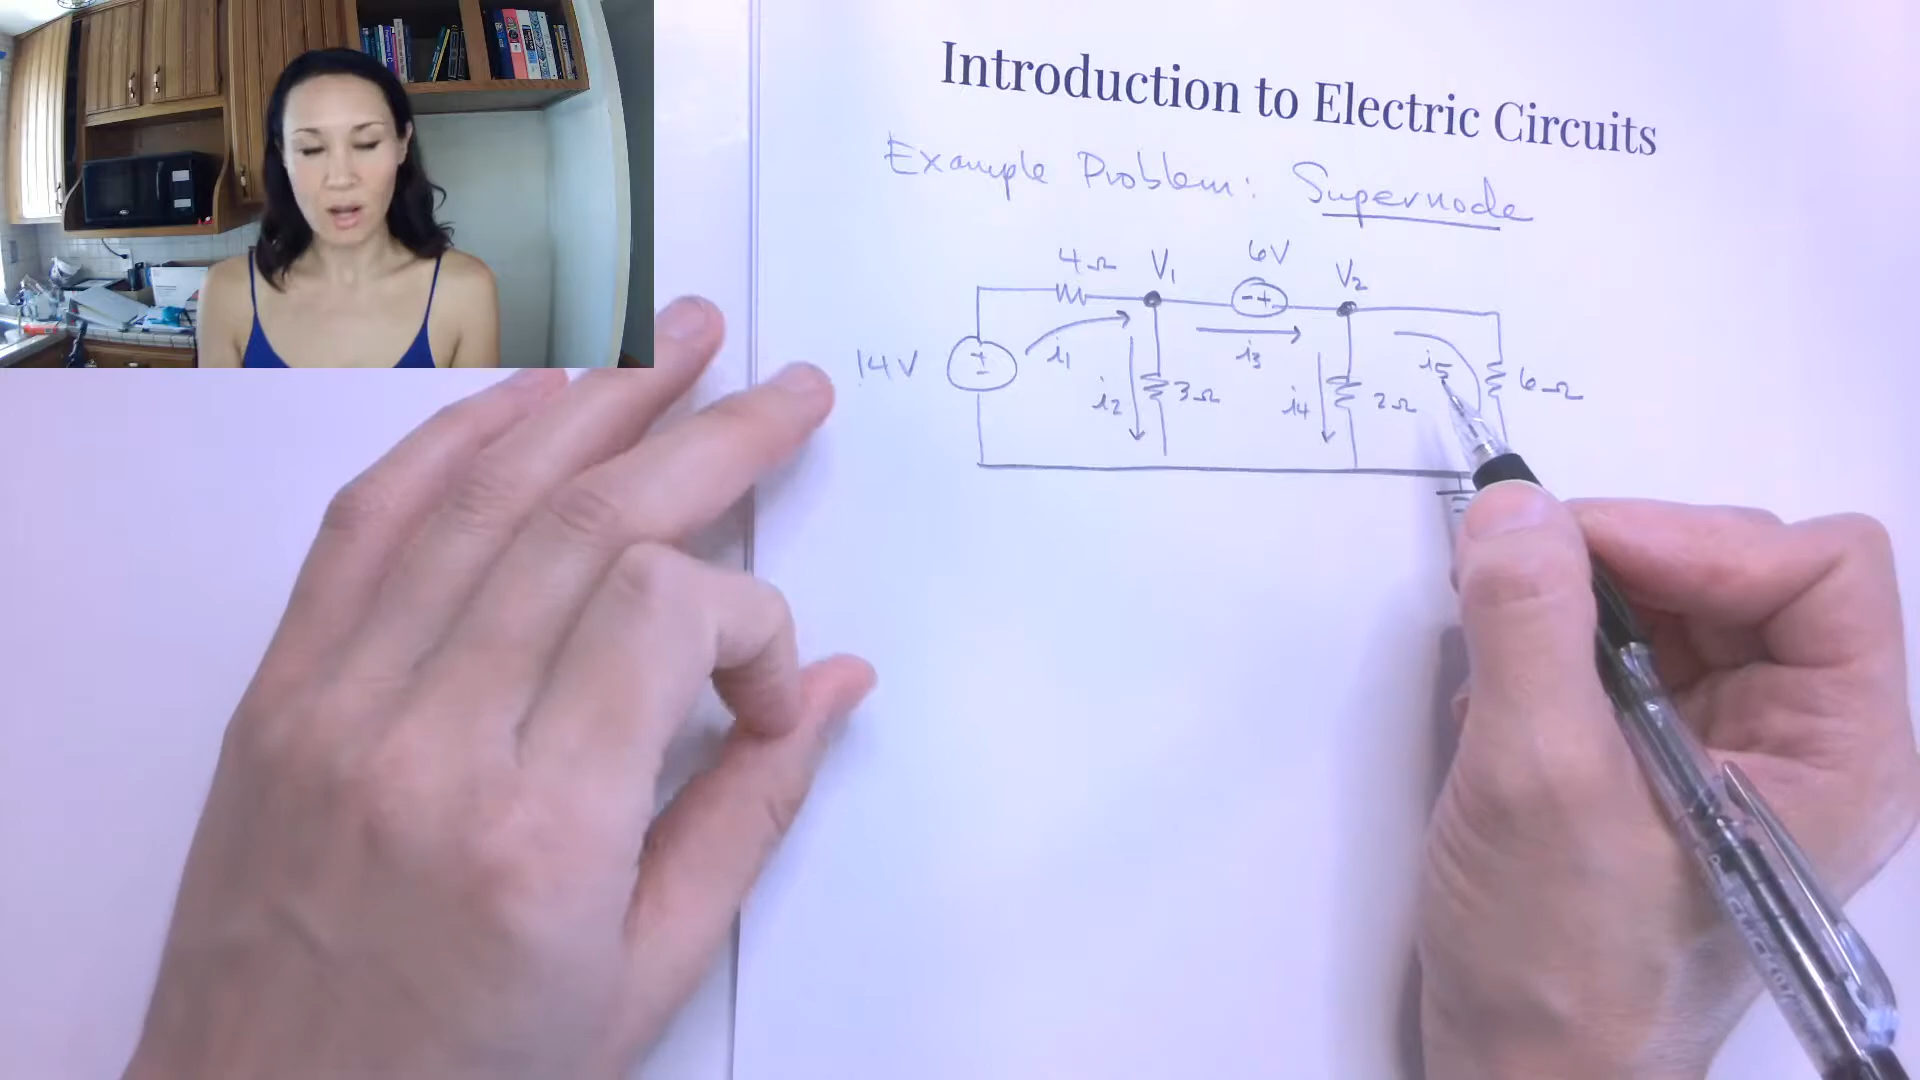 Introduction to Electric Circuits
Example Problem: Supernode
4Ω V₁ 6V V₂
- +
14V + - i₁ i₂ 3Ω i₃ i₄ 2Ω i₅ 6Ω